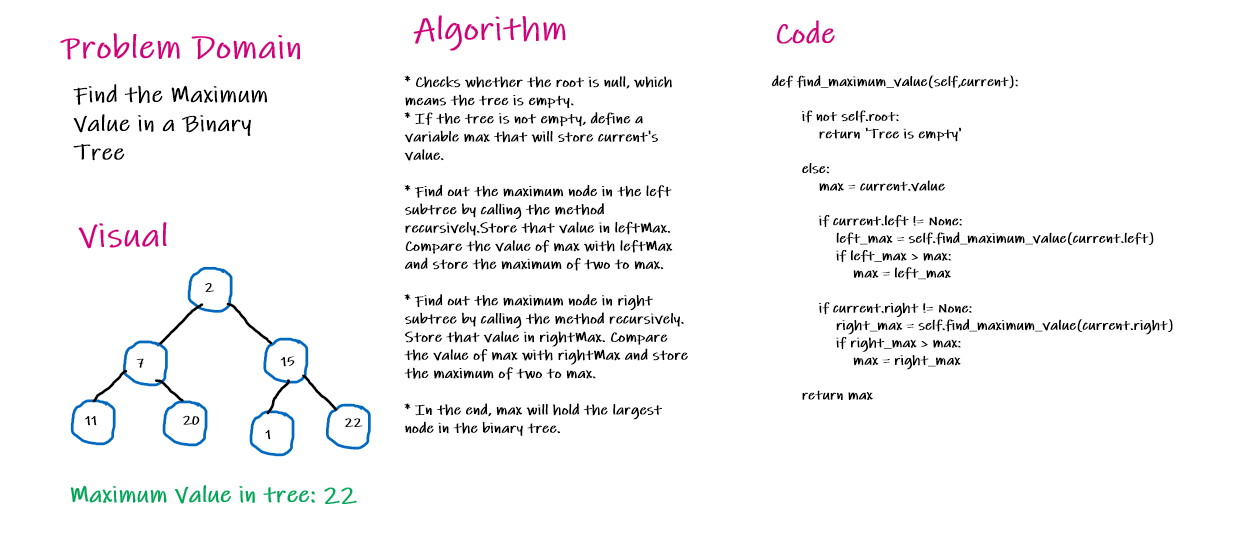 Problem Domain
Find the Maximum
Value in a Binary
Tree
Visual
2
7
15
11
20
1
22
Maximum Value in tree: 22
Algorithm
* Checks whether the root is null, which
means the tree is empty.
* If the tree is not empty, define a
variable max that will store current's
value.
* Find out the maximum node in the left
subtree by calling the method
recursively.Store that value in leftMax.
Compare the value of max with leftMax
and store the maximum of two to max.
* Find out the maximum node in right
subtree by calling the method recursively.
Store that value in rightMax. Compare
the value of max with rightMax and store
the maximum of two to max.
* In the end, max will hold the largest
node in the binary tree.
Code
def find_maximum_value(self,current):
if not self.root:
return 'Tree is empty'
else:
max = current.value
if current.left != None:
left_max = self.find_maximum_value(current.left)
if left_max > max:
max = left_max
if current.right != None:
right_max = self.find_maximum_value(current.right)
if right_max > max:
max = right_max
return max